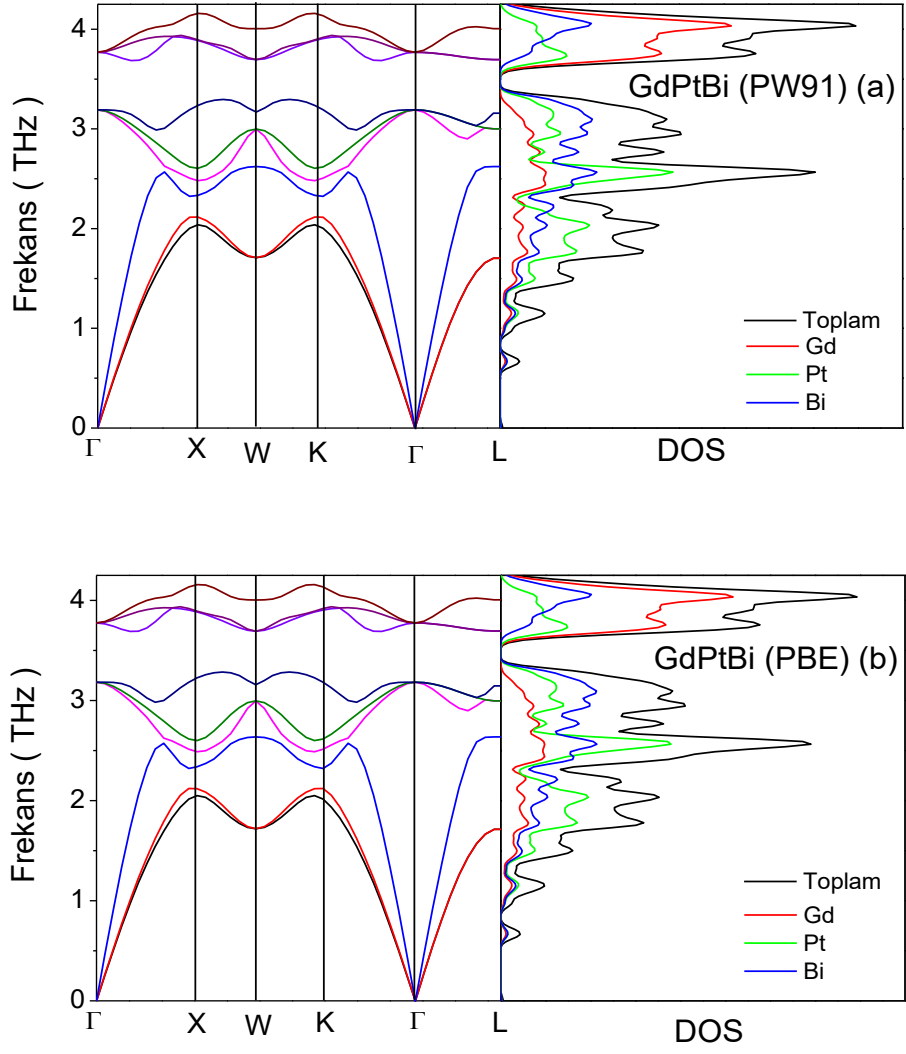 4
3
2
1
0
Frekans ( THz )
GdPtBi (PW91) (a)
Toplam
Gd
Pt
Bi
Γ X W K Γ L DOS
4
3
2
1
0
Frekans ( THz )
GdPtBi (PBE) (b)
Toplam
Gd
Pt
Bi
Γ X W K Γ L DOS